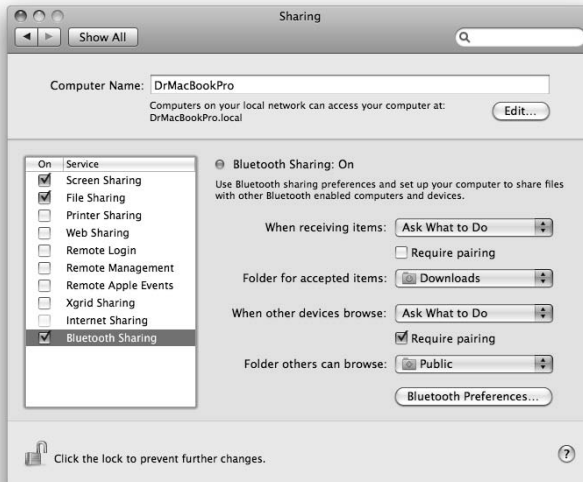 Sharing
Show All
Computer Name: DrMacBookPro
Computers on your local network can access your computer at:
DrMacBookPro.local
Edit...
On Service
Screen Sharing
File Sharing
Printer Sharing
Web Sharing
Remote Login
Remote Management
Remote Apple Events
Xgrid Sharing
Internet Sharing
Bluetooth Sharing
Bluetooth Sharing: On
Use Bluetooth sharing preferences and set up your computer to share files
with other Bluetooth enabled computers and devices.
When receiving items: Ask What to Do
Require pairing
Folder for accepted items: Downloads
When other devices browse: Ask What to Do
Require pairing
Folder others can browse: Public
Bluetooth Preferences...
Click the lock to prevent further changes.
?